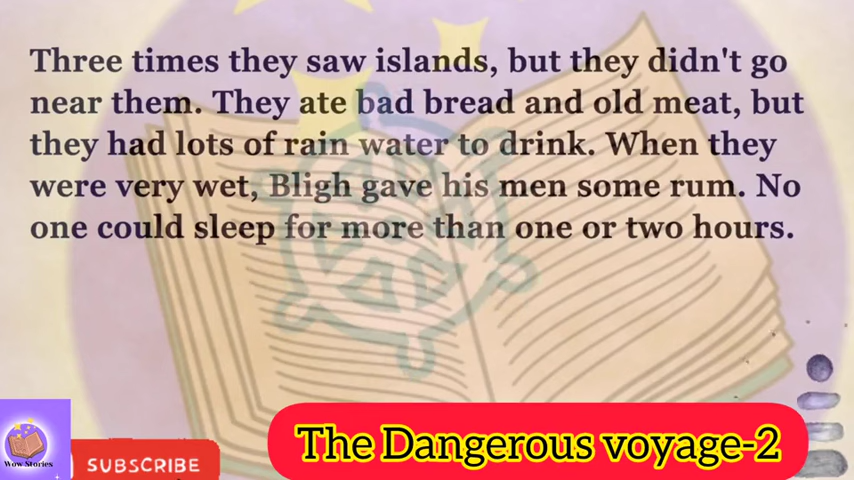 Three times they saw islands, but they didn't go
near them. They ate bad bread and old meat, but
they had lots of rain water to drink. When they
were very wet, Bligh gave his men some rum. No
one could sleep for more than one or two hours.
The Dangerous voyage-2
Wow Stories
SUBSCRIBE